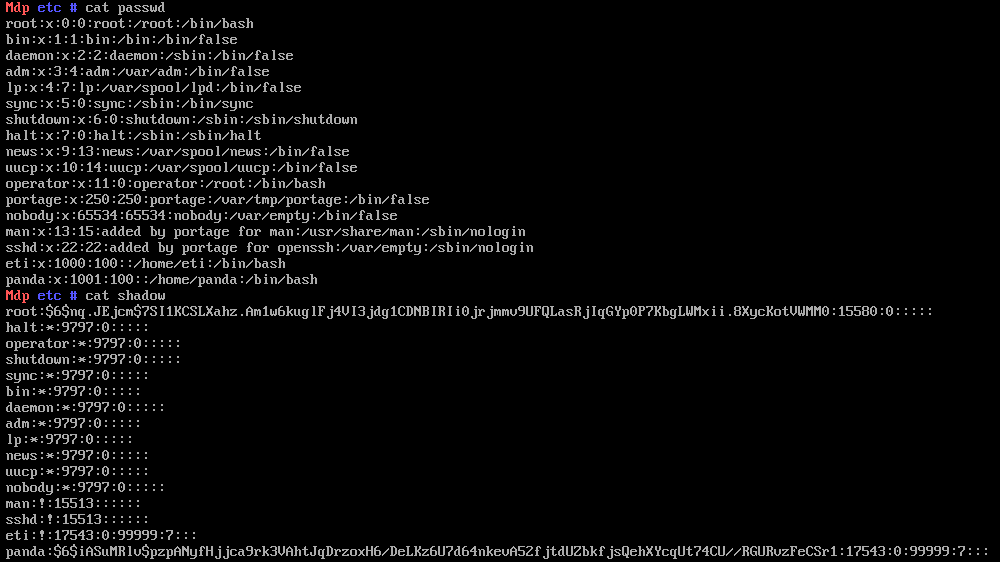 Mdp etc # cat passwd
root:x:0:0:root:/root:/bin/bash
bin:x:1:1:bin:/bin:/bin/false
daemon:x:2:2:daemon:/sbin:/bin/false
adm:x:3:4:adm:/var/adm:/bin/false
lp:x:4:7:lp:/var/spool/lpd:/bin/false
sync:x:5:0:sync:/sbin:/bin/sync
shutdown:x:6:0:shutdown:/sbin:/sbin/shutdown
halt:x:7:0:halt:/sbin:/sbin/halt
news:x:9:13:news:/var/spool/news:/bin/false
uucp:x:10:14:uucp:/var/spool/uucp:/bin/false
operator:x:11:0:operator:/root:/bin/bash
portage:x:250:250:portage:/var/tmp/portage:/bin/false
nobody:x:65534:65534:nobody:/var/empty:/bin/false
man:x:13:15:added by portage for man:/usr/share/man:/sbin/nologin
sshd:x:22:22:added by portage for openssh:/var/empty:/sbin/nologin
eti:x:1000:100::/home/eti:/bin/bash
panda:x:1001:100::/home/panda:/bin/bash
Mdp etc # cat shadow
root:$6$nq.JEjcm$7SI1KCSLXahz.Am1w6kuglFj4VI3jdg1CDNBIRIi0jrjmmv9UFQLasRjIqGYp0P7KbgLWMxii.8XycKotVWMM0:15580:0:::::
halt:*:9797:0:::::
operator:*:9797:0:::::
shutdown:*:9797:0:::::
sync:*:9797:0:::::
bin:*:9797:0:::::
daemon:*:9797:0:::::
adm:*:9797:0:::::
lp:*:9797:0:::::
news:*:9797:0:::::
uucp:*:9797:0:::::
nobody:*:9797:0:::::
man:!:15513::::::
sshd:!:15513::::::
eti:!:17543:0:99999:7:::
panda:$6$iASuMRlv$pzpANyfHjjca9rk3VAhtJqDrzoxH6/DeLKz6U7d64nkevA52fjtdUZbkfjsQehXYcqUt74CU//RGURvzFeCSr1:17543:0:99999:7:::